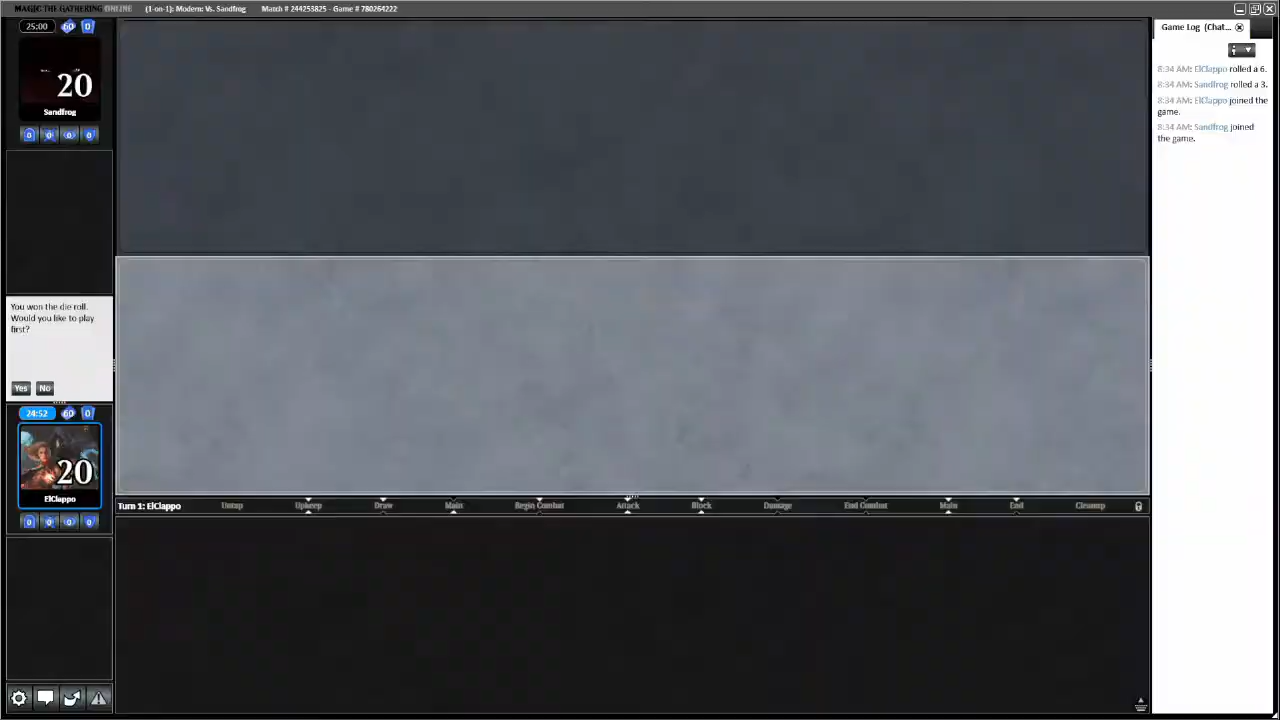 MAGIC THE GATHERING ONLINE (1-on-1): Modern: Vs. Sandfrog Match # 244253825 - Game # 780264222
25:00 60 0
20
Sandfrog
0 0 0 0
You won the die roll.
Would you like to play
first?
Yes No
24:52 60 0
20
ElClappo
0 0 0 0
Turn 1: ElClappo Untap Upkeep Draw Main Begin Combat Attack Block Damage End Combat Main End Cleanup
Game Log (Chat...
8:34 AM: ElClappo rolled a 6.
8:34 AM: Sandfrog rolled a 3.
8:34 AM: ElClappo joined the
game.
8:34 AM: Sandfrog joined
the game.